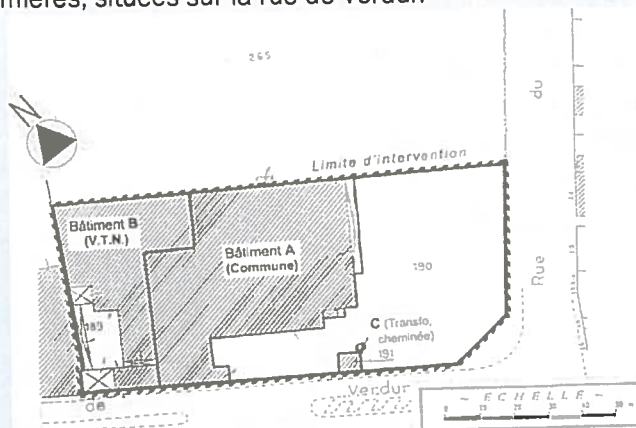 mières, situées sur la rue de Verdun
265
du
N
Limite d'intervention
Bâtiment B
(V.T.N.)
Bâtiment A
(Commune)
190
Rue
C (Transfo,
cheminée)
191
Verdun
~ ECHELLE ~